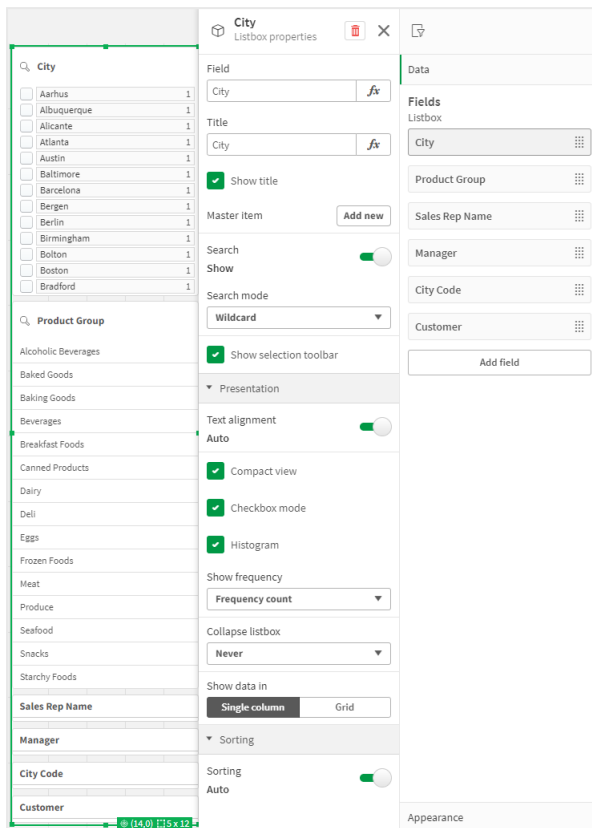 City
Aarhus 1
Albuquerque 1
Alicante 1
Atlanta 1
Austin 1
Baltimore 1
Barcelona 1
Bergen 1
Berlin 1
Birmingham 1
Bolton 1
Boston 1
Bradford 1
Product Group
Alcoholic Beverages
Baked Goods
Baking Goods
Beverages
Breakfast Foods
Canned Products
Dairy
Deli
Eggs
Frozen Foods
Meat
Produce
Seafood
Snacks
Starchy Foods
Sales Rep Name
Manager
City Code
Customer
(14,0) 5 x 12
City
Listbox properties
Field
City fx
Title
City fx
Show title
Master item Add new
Search
Show
Search mode
Wildcard
Show selection toolbar
Presentation
Text alignment
Auto
Compact view
Checkbox mode
Histogram
Show frequency
Frequency count
Collapse listbox
Never
Show data in
Single column Grid
Sorting
Sorting
Auto
Data
Fields
Listbox
City
Product Group
Sales Rep Name
Manager
City Code
Customer
Add field
Appearance